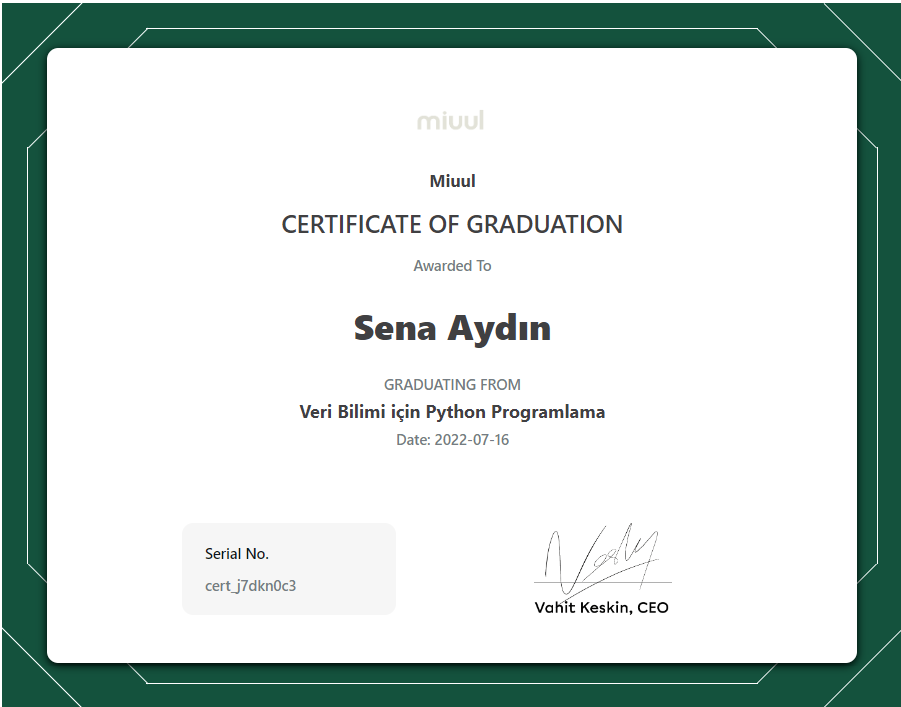 miuul
Miuul
CERTIFICATE OF GRADUATION
Awarded To
Sena Aydın
GRADUATING FROM
Veri Bilimi için Python Programlama
Date: 2022-07-16
Serial No.
cert_j7dkn0c3
Vahit Keskin, CEO